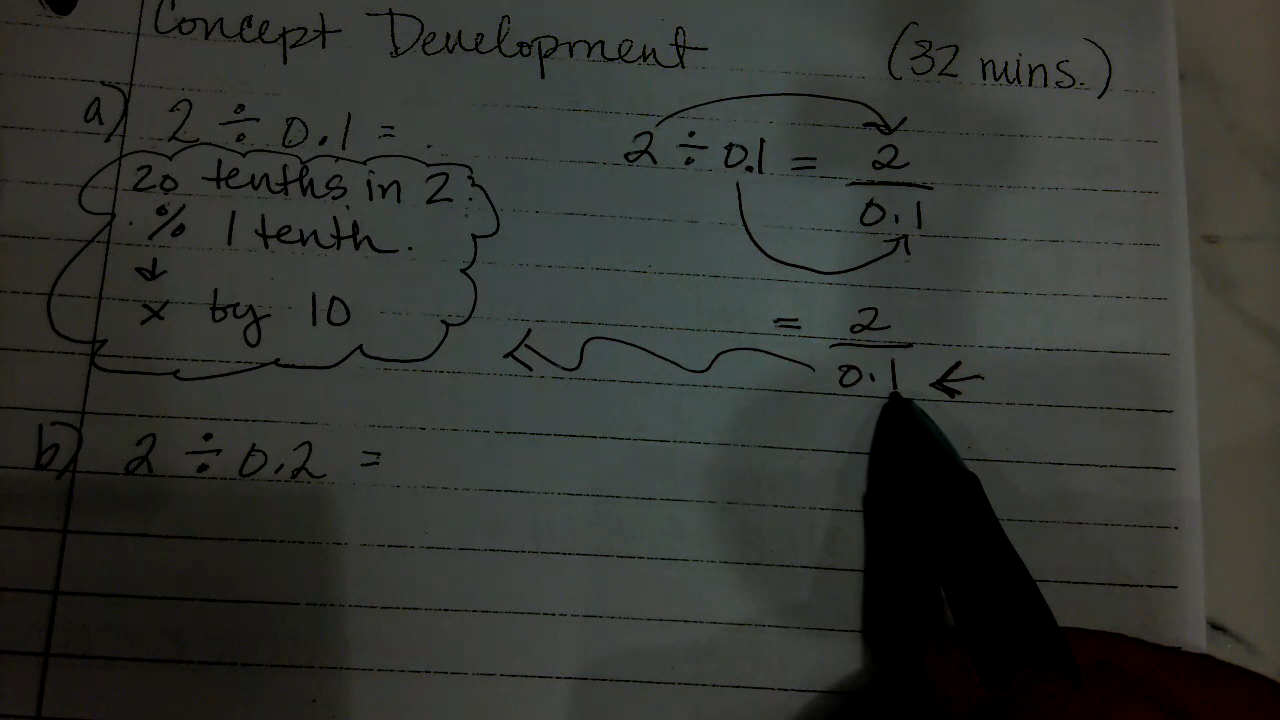 Concept Development (32 mins.)
a) 2 ÷ 0.1 =
20 tenths in 2.
% 1 tenth.
↓
x by 10
2 ÷ 0.1 = 2/0.1
= 2/0.1 ←
b) 2 ÷ 0.2 =